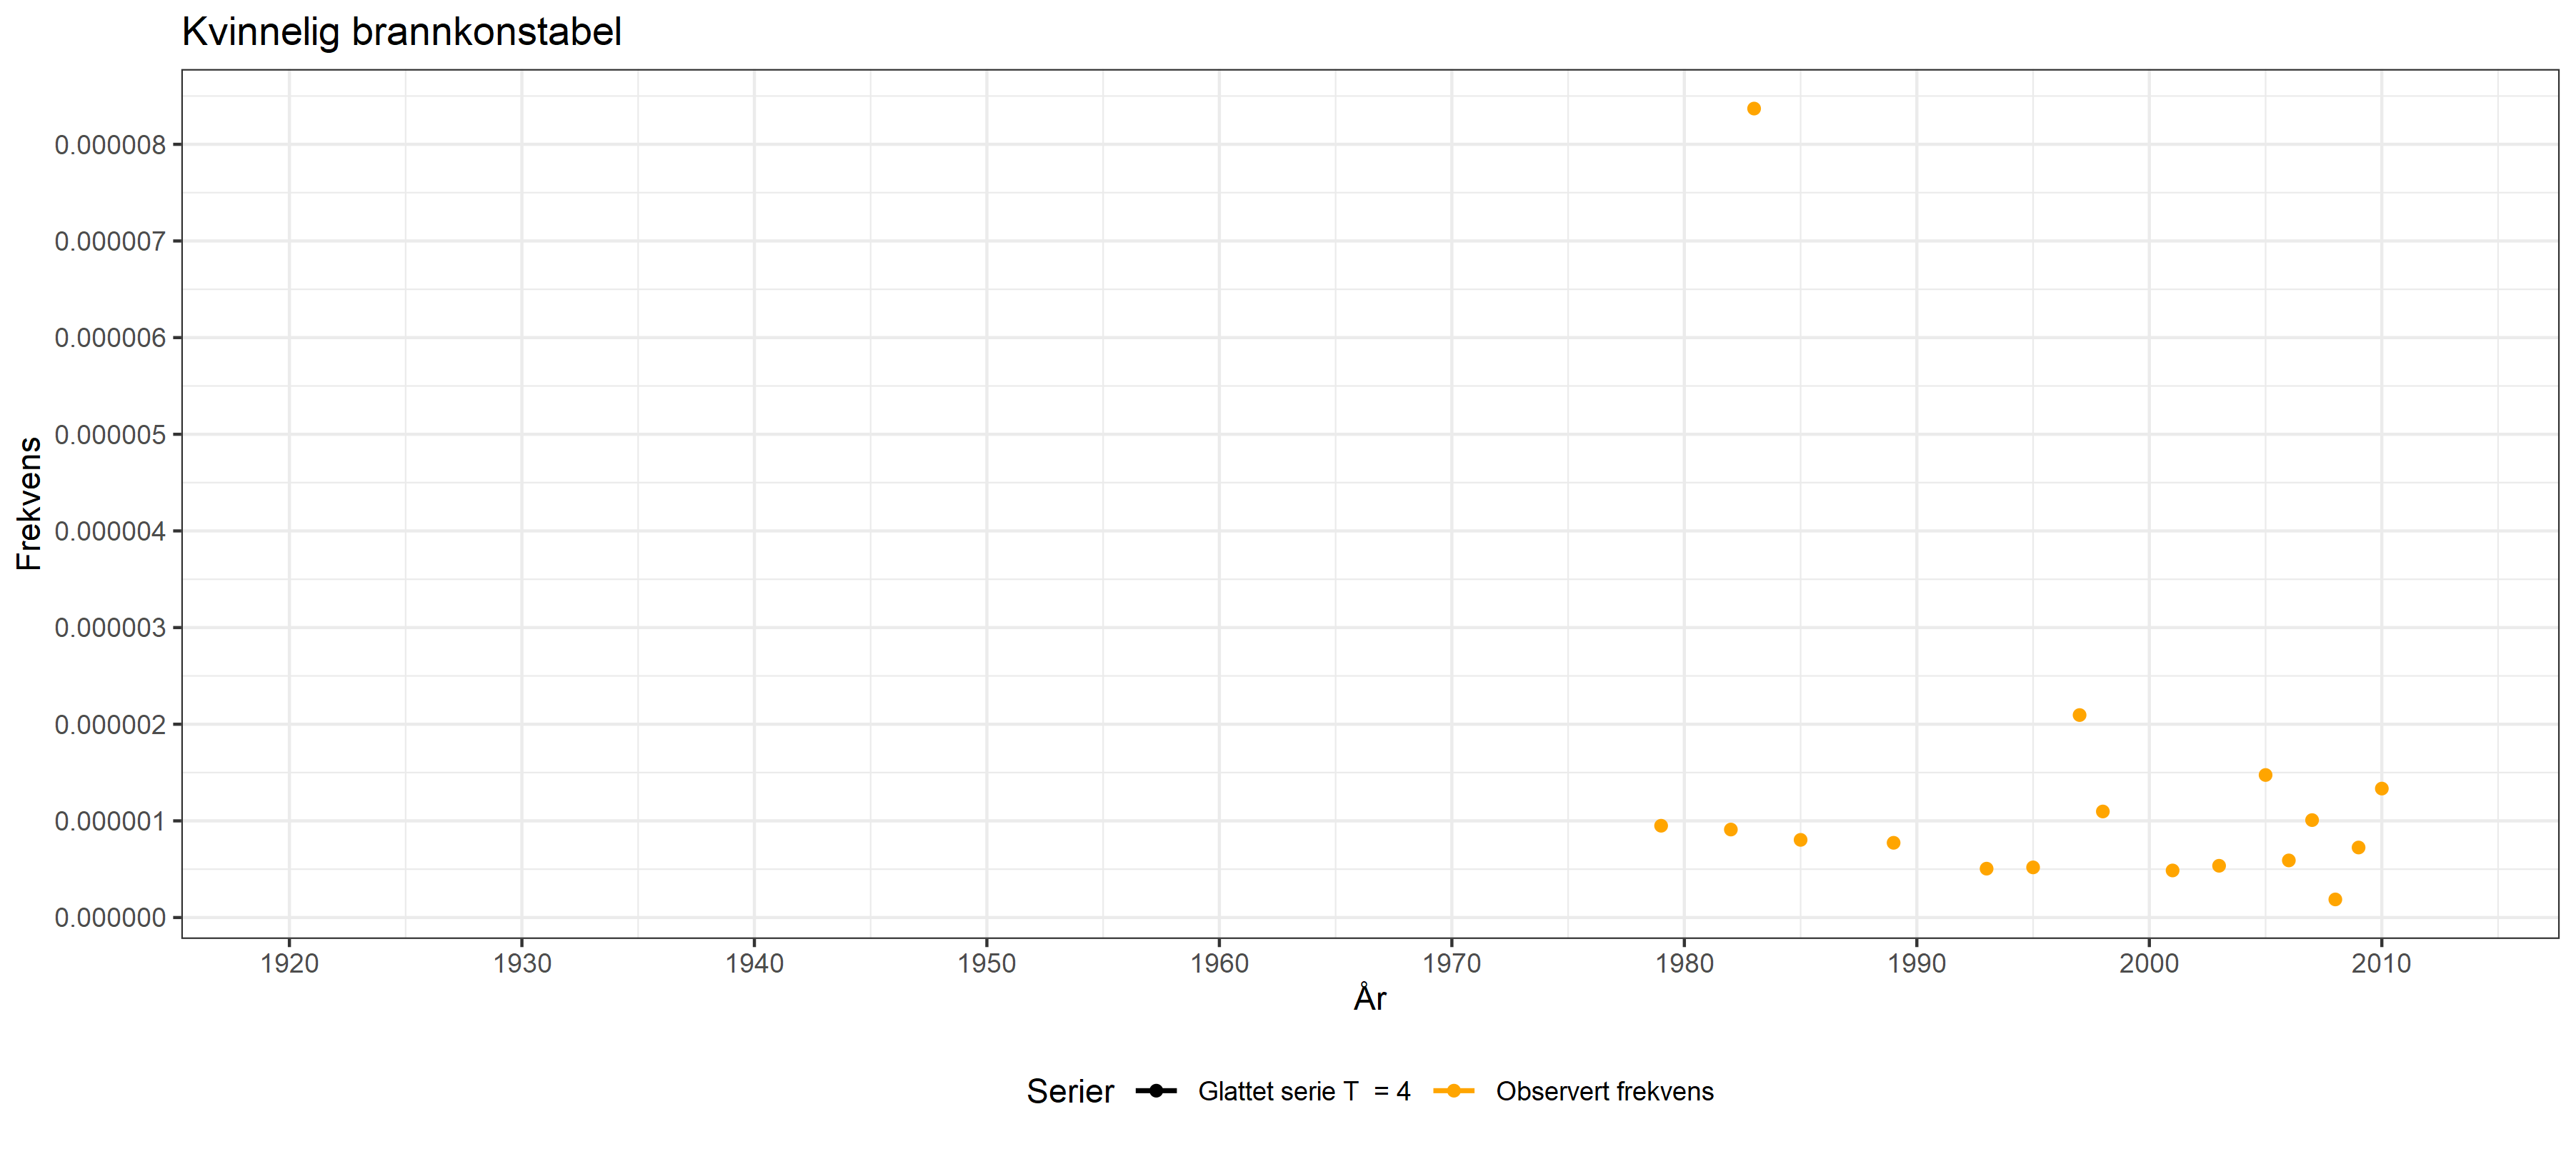 Kvinnelig brannkonstabel
Frekvens
0.000008
0.000007
0.000006
0.000005
0.000004
0.000003
0.000002
0.000001
0.000000
1920 1930 1940 1950 1960 1970 1980 1990 2000 2010
År
Serier Glattet serie T  = 4 Observert frekvens